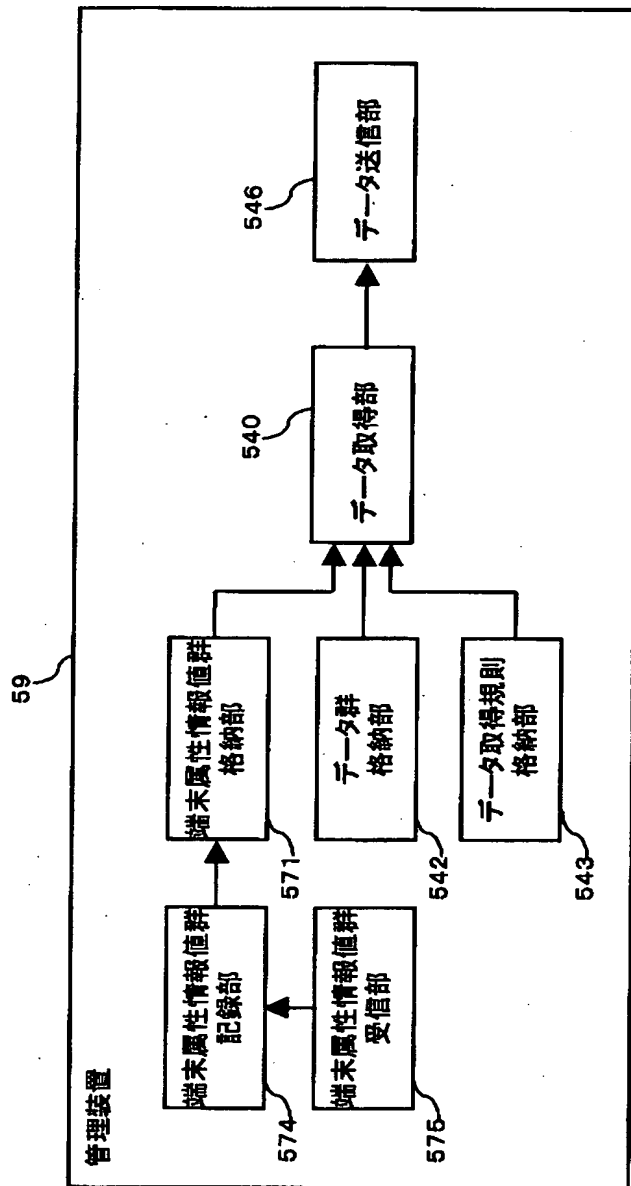 59
管理装置
端末属性情報値群
記録部
574
端末属性情報値群
受信部
575
端末属性情報値群
格納部
571
データ群
格納部
542
データ取得規則
格納部
543
データ取得部
540
データ送信部
546